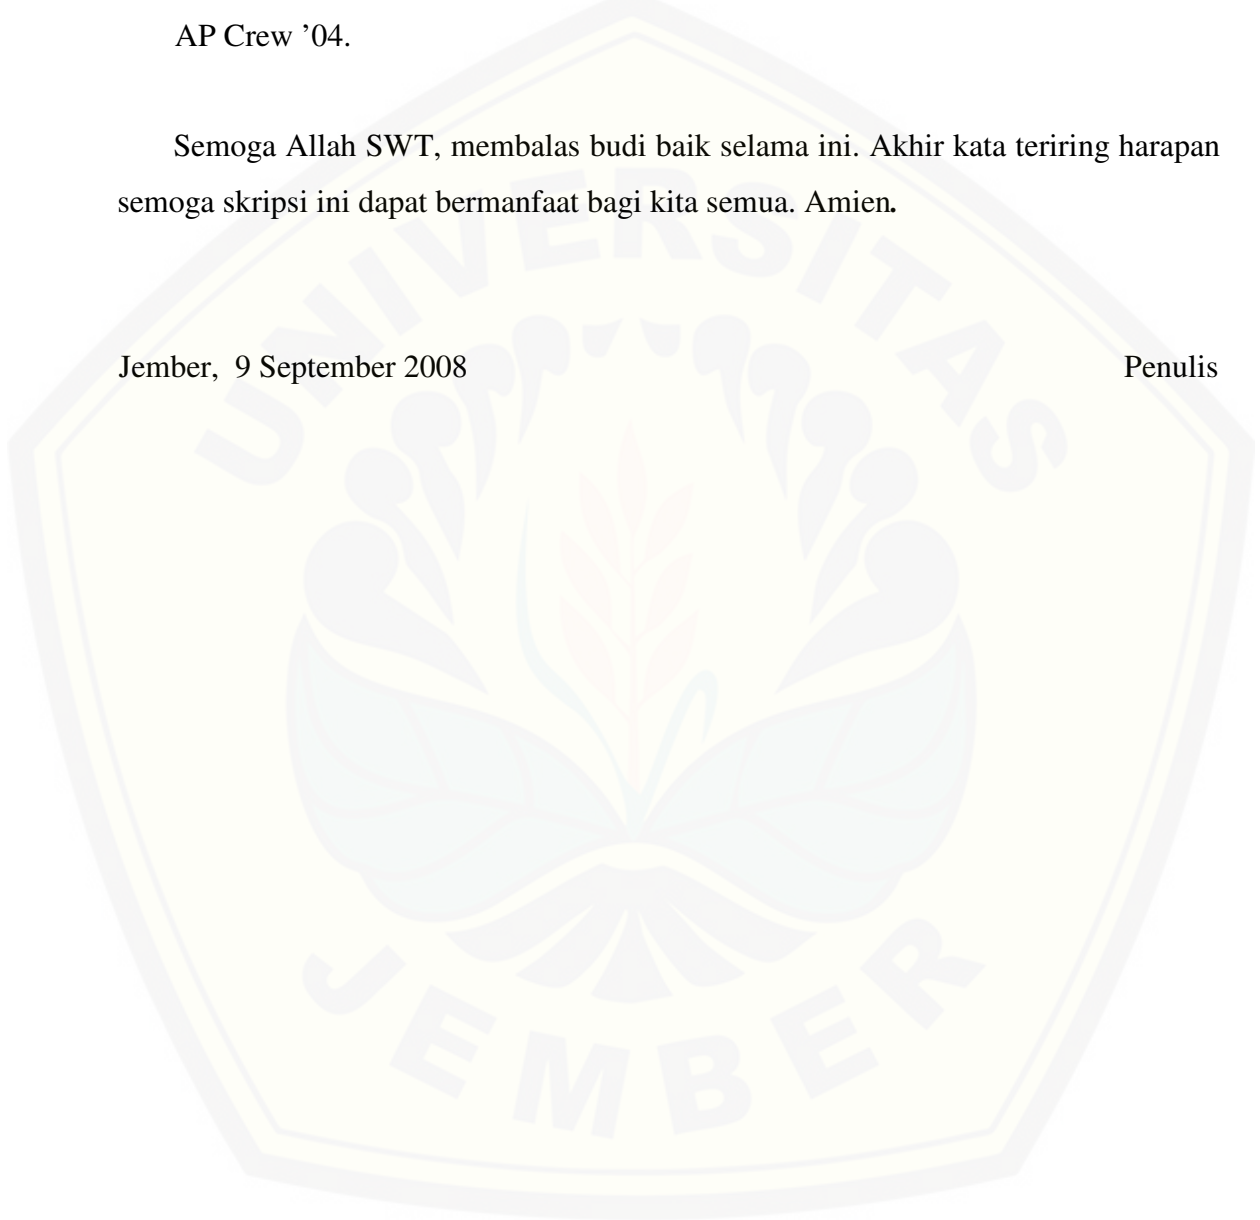 AP Crew ’04.
Semoga Allah SWT, membalas budi baik selama ini. Akhir kata teriring harapan
semoga skripsi ini dapat bermanfaat bagi kita semua. Amien.
Jember,  9 September 2008 Penulis
UNIVERSITAS
JEMBER